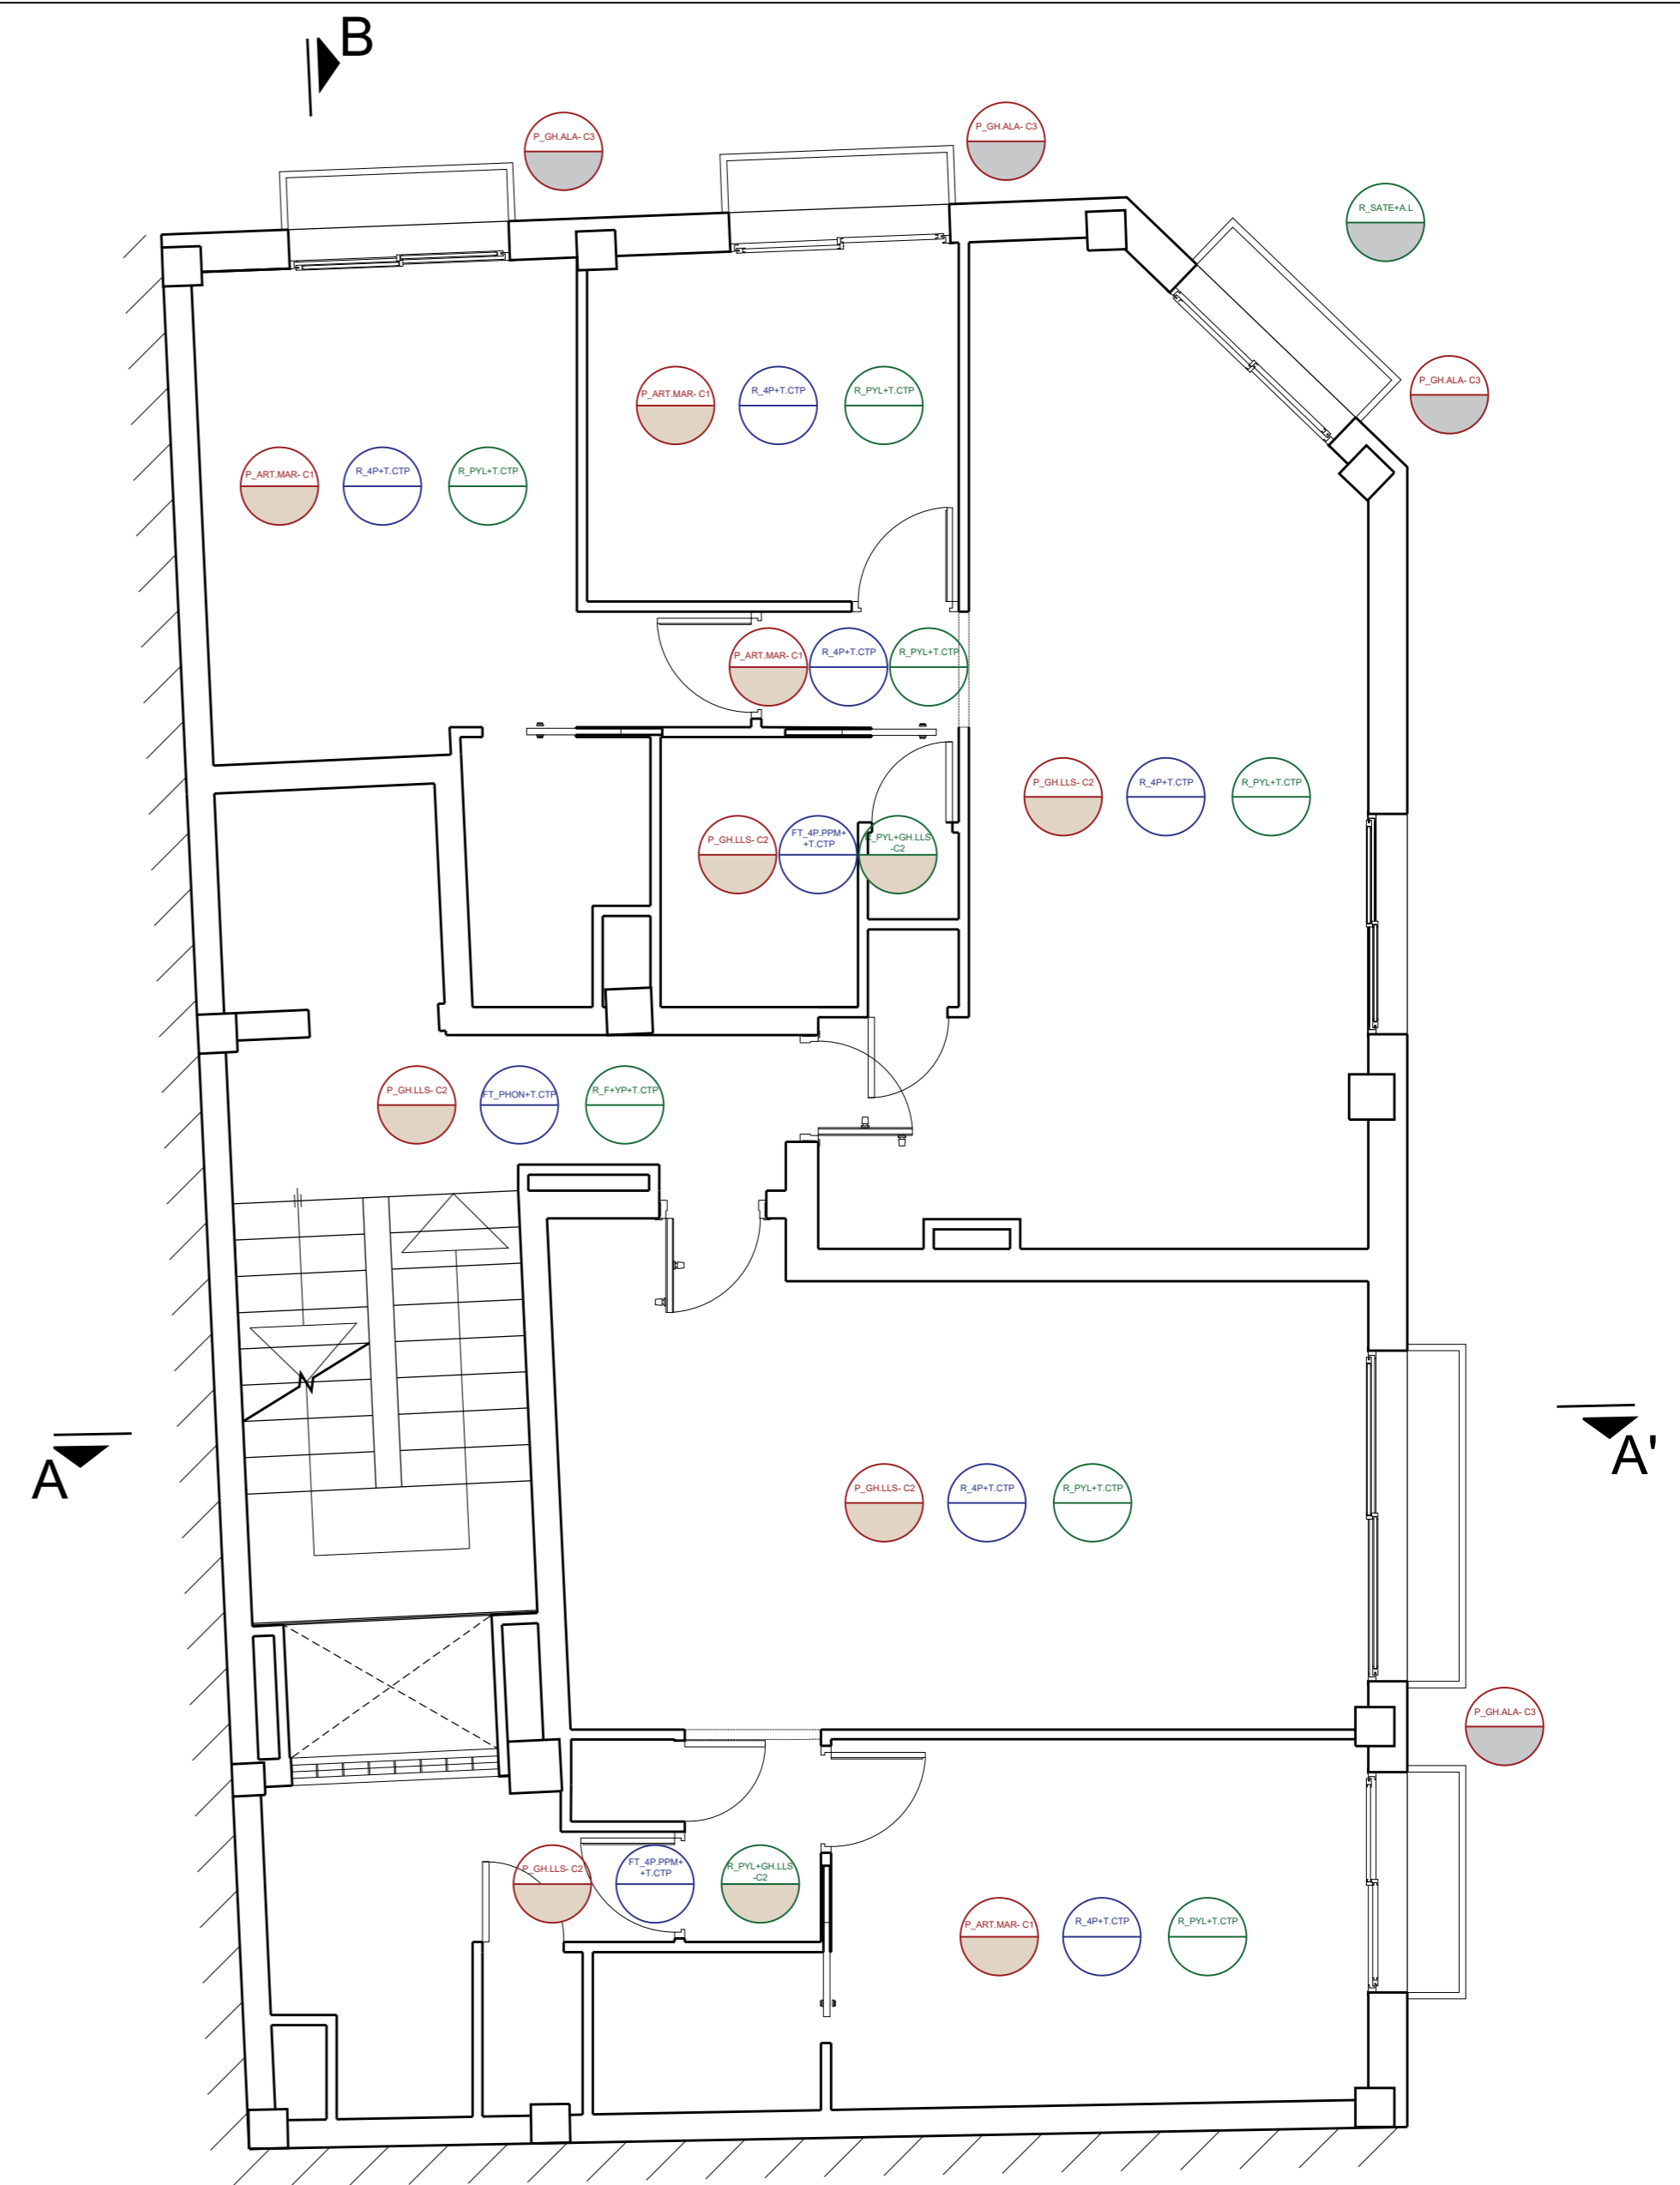 B
P_GH.ALA- C3
P_GH.ALA- C3
R_SATE+A.L
P_GH.ALA- C3
P_ART.MAR- C1
R_4P+T.CTP
R_PYL+T.CTP
P_ART.MAR- C1
R_4P+T.CTP
R_PYL+T.CTP
P_ART.MAR- C1
R_4P+T.CTP
R_PYL+T.CTP
P_GH.LLS- C2
R_4P+T.CTP
R_PYL+T.CTP
P_GH.LLS- C2
FT_4P.PPM+
+T.CTP
R_PYL+GH.LLS
-C2
P_GH.LLS- C2
FT_PHON+T.CTP
R_F+YP+T.CTP
A
A'
P_GH.LLS- C2
R_4P+T.CTP
R_PYL+T.CTP
P_GH.ALA- C3
P_GH.LLS- C2
FT_4P.PPM+
+T.CTP
R_PYL+GH.LLS
-C2
P_ART.MAR- C1
R_4P+T.CTP
R_PYL+T.CTP